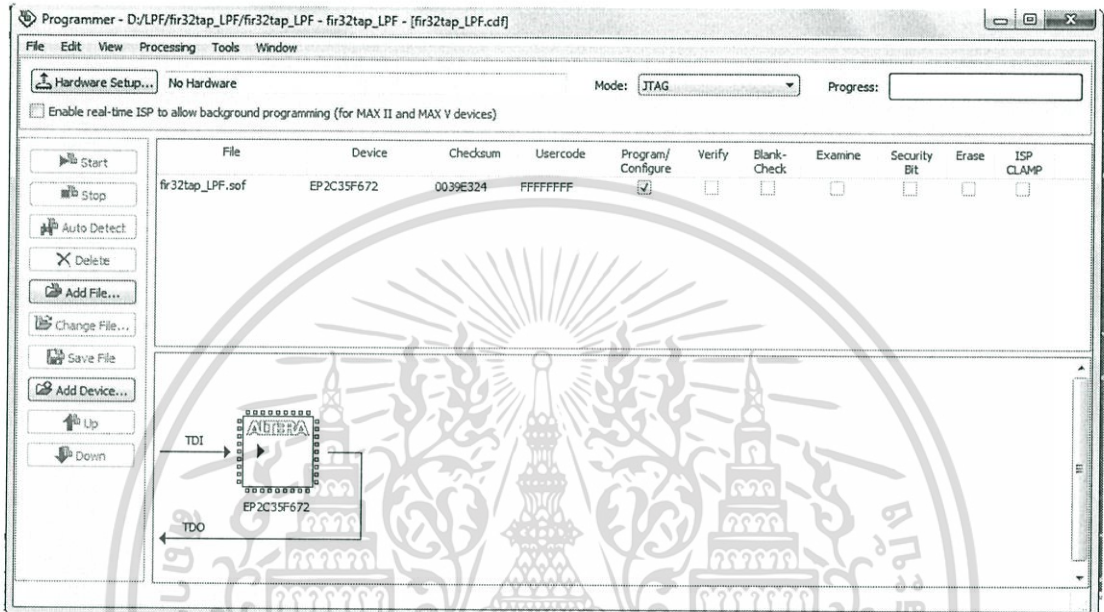 Programmer - D:/LPF/fir32tap_LPF/fir32tap_LPF - fir32tap_LPF - [fir32tap_LPF.cdf]
File Edit View Processing Tools Window
Hardware Setup... No Hardware Mode: JTAG Progress:
Enable real-time ISP to allow background programming (for MAX II and MAX V devices)
Start
Stop
Auto Detect
Delete
Add File...
Change File...
Save File
Add Device...
Up
Down
File Device Checksum Usercode Program/Configure Verify Blank-Check Examine Security Bit Erase ISP CLAMP
fir32tap_LPF.sof EP2C35F672 0039E324 FFFFFFFF
TDI
ALTERA
EP2C35F672
TDO